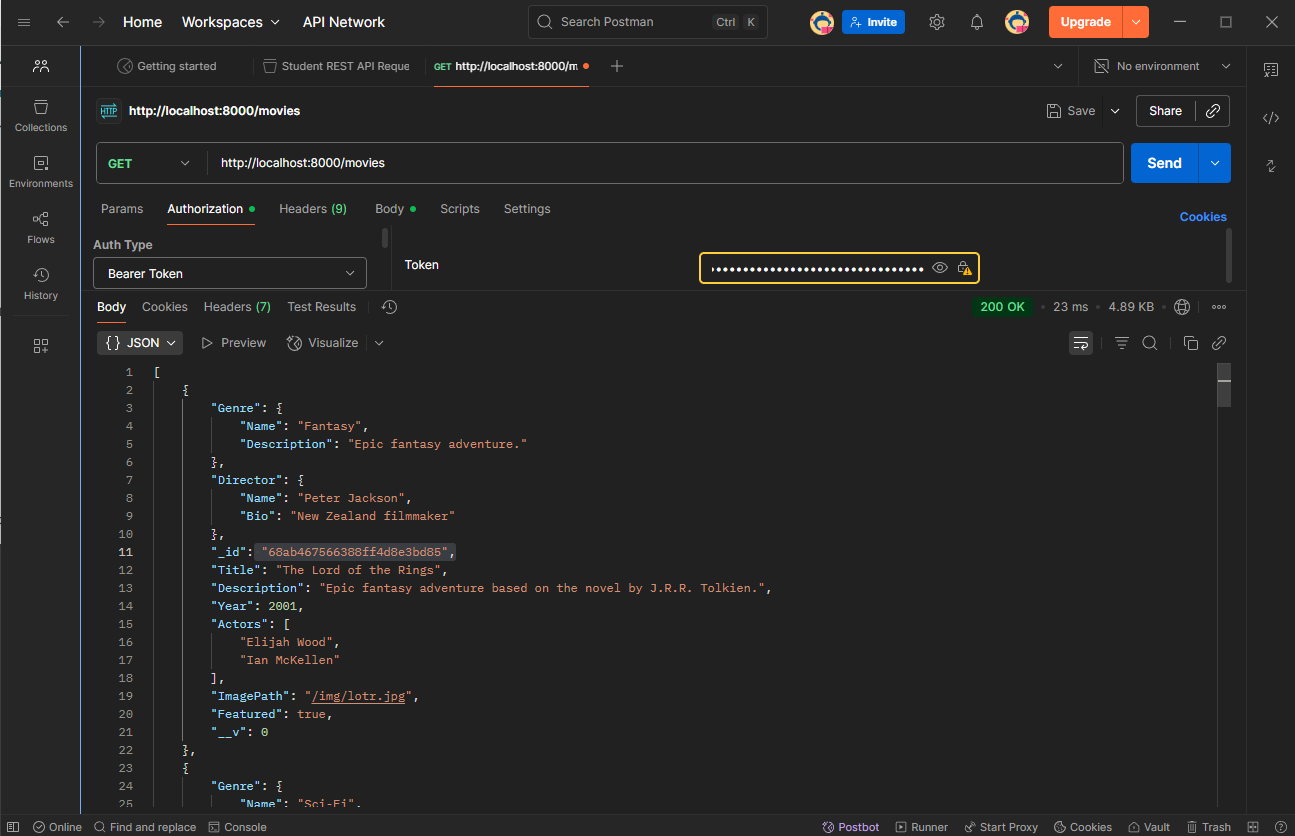 Home Workspaces API Network Search Postman Ctrl K Invite Upgrade
Getting started Student REST API Reque GET http://localhost:8000/m No environment
HTTP http://localhost:8000/movies Save Share
GET http://localhost:8000/movies Send
Params Authorization Headers (9) Body Scripts Settings Cookies
Auth Type
Bearer Token
Token
Body Cookies Headers (7) Test Results 200 OK 23 ms 4.89 KB
{} JSON Preview Visualize
Collections
Environments
Flows
History
1 [
2 {
3 "Genre": {
4 "Name": "Fantasy",
5 "Description": "Epic fantasy adventure."
6 },
7 "Director": {
8 "Name": "Peter Jackson",
9 "Bio": "New Zealand filmmaker"
10 },
11 "_id": "68ab467566388ff4d8e3bd85",
12 "Title": "The Lord of the Rings",
13 "Description": "Epic fantasy adventure based on the novel by J.R.R. Tolkien.",
14 "Year": 2001,
15 "Actors": [
16 "Elijah Wood",
17 "Ian McKellen"
18 ],
19 "ImagePath": "/img/lotr.jpg",
20 "Featured": true,
21 "__v": 0
22 },
23 {
24 "Genre": {
25 "Name": "Sci-Fi",
Online Find and replace Console Postbot Runner Start Proxy Cookies Vault Trash